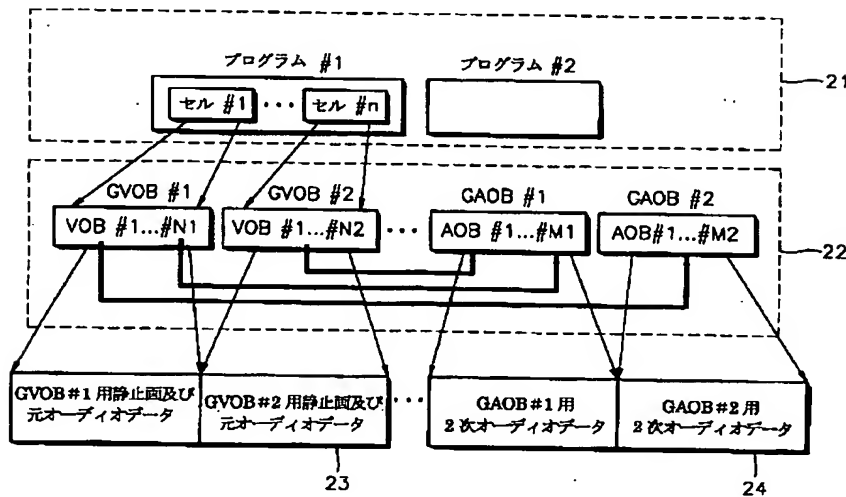 プログラム #1
プログラム #2
セル #1 ··· セル #n
21
GVOB #1
GVOB #2
GAOB #1
GAOB #2
VOB #1...#N1
VOB #1...#N2
···
AOB #1...#M1
AOB#1...#M2
22
GVOB#1 用静止画及び
元オーディオデータ
GVOB#2 用静止画及び
元オーディオデータ
···
GAOB#1 用
2次オーディオデータ
GAOB#2 用
2次オーディオデータ
23
24